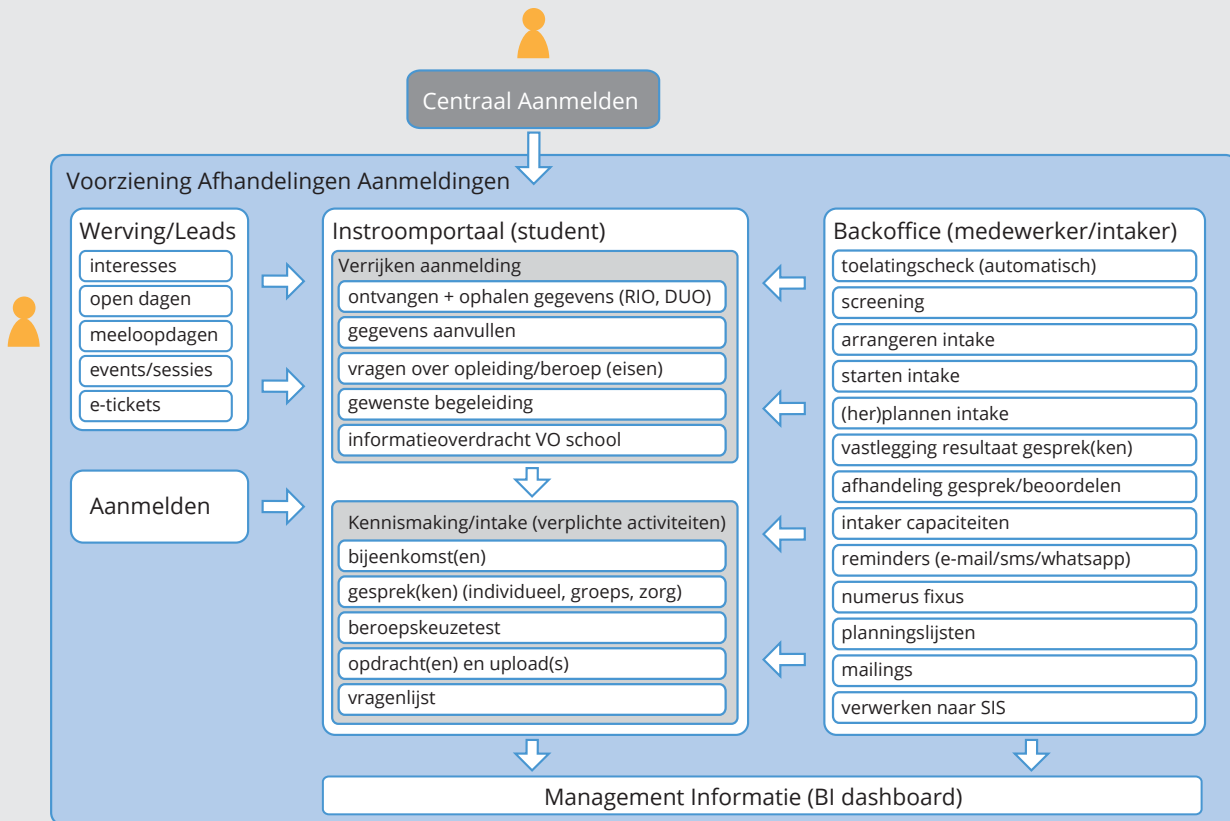 Centraal Aanmelden
Voorziening Afhandelingen Aanmeldingen
Werving/Leads
interesses
open dagen
meeloopdagen
events/sessies
e-tickets
Aanmelden
Instroomportaal (student)
Verrijken aanmelding
ontvangen + ophalen gegevens (RIO, DUO)
gegevens aanvullen
vragen over opleiding/beroep (eisen)
gewenste begeleiding
informatieoverdracht VO school
Kennismaking/intake (verplichte activiteiten)
bijeenkomst(en)
gesprek(ken) (individueel, groeps, zorg)
beroepskeuzetest
opdracht(en) en upload(s)
vragenlijst
Backoffice (medewerker/intaker)
toelatingscheck (automatisch)
screening
arrangeren intake
starten intake
(her)plannen intake
vastlegging resultaat gesprek(ken)
afhandeling gesprek/beoordelen
intaker capaciteiten
reminders (e-mail/sms/whatsapp)
numerus fixus
planningslijsten
mailings
verwerken naar SIS
Management Informatie (BI dashboard)